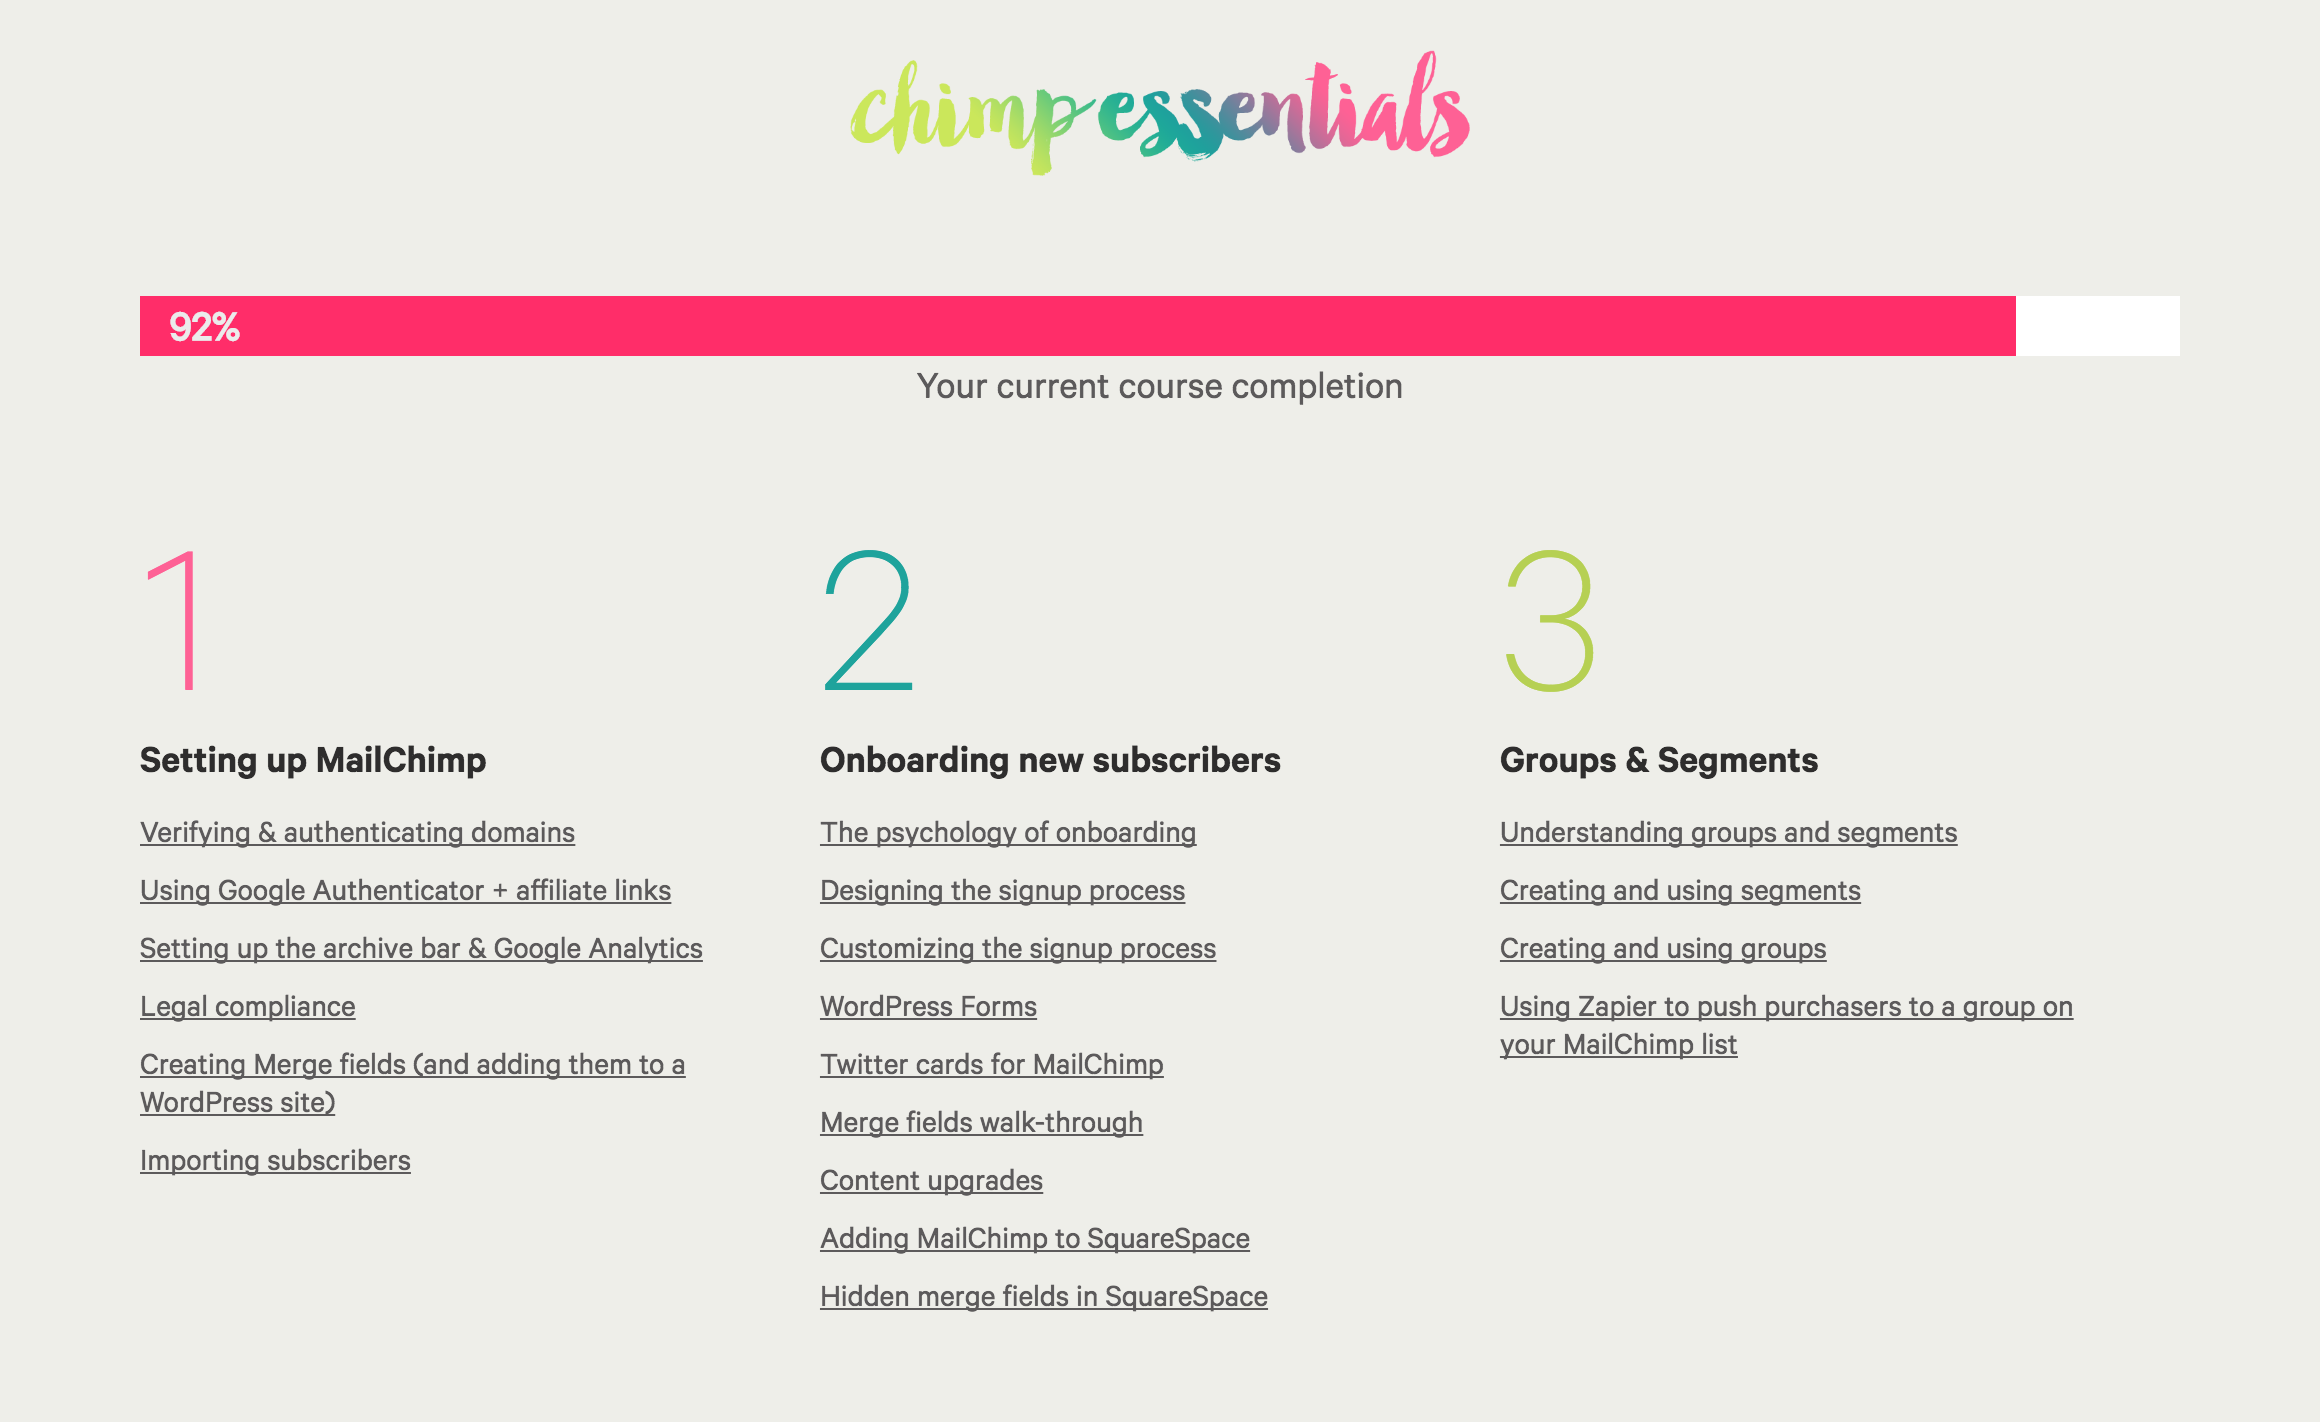 chimpessentials
92%
Your current course completion
1
Setting up MailChimp
Verifying & authenticating domains
Using Google Authenticator + affiliate links
Setting up the archive bar & Google Analytics
Legal compliance
Creating Merge fields (and adding them to a
WordPress site)
Importing subscribers
2
Onboarding new subscribers
The psychology of onboarding
Designing the signup process
Customizing the signup process
WordPress Forms
Twitter cards for MailChimp
Merge fields walk-through
Content upgrades
Adding MailChimp to SquareSpace
Hidden merge fields in SquareSpace
3
Groups & Segments
Understanding groups and segments
Creating and using segments
Creating and using groups
Using Zapier to push purchasers to a group on
your MailChimp list